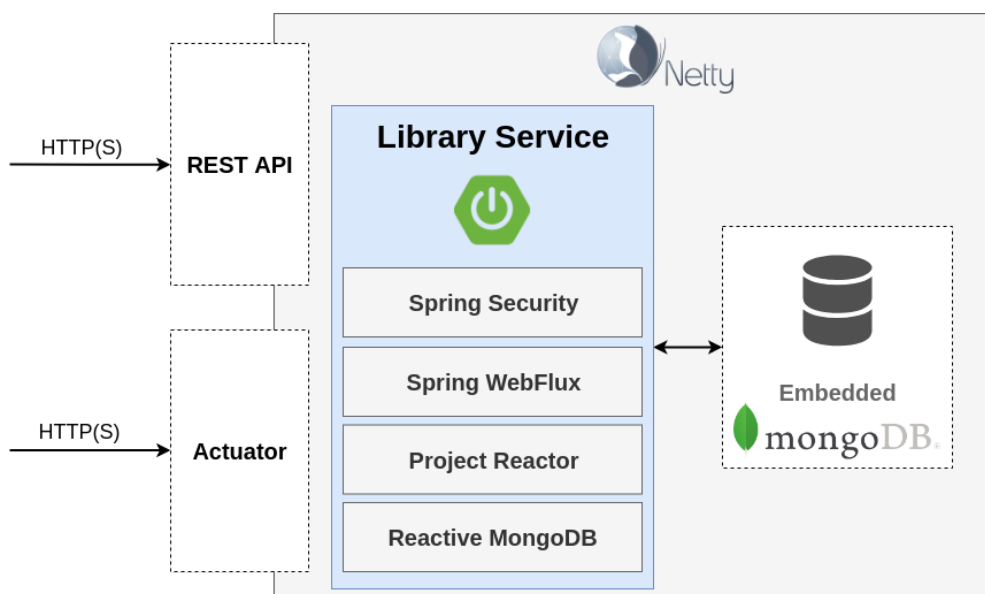 Netty
Library Service
HTTP(S)
REST API
Spring Security
Spring WebFlux
Embedded
mongoDB®
HTTP(S)
Actuator
Project Reactor
Reactive MongoDB